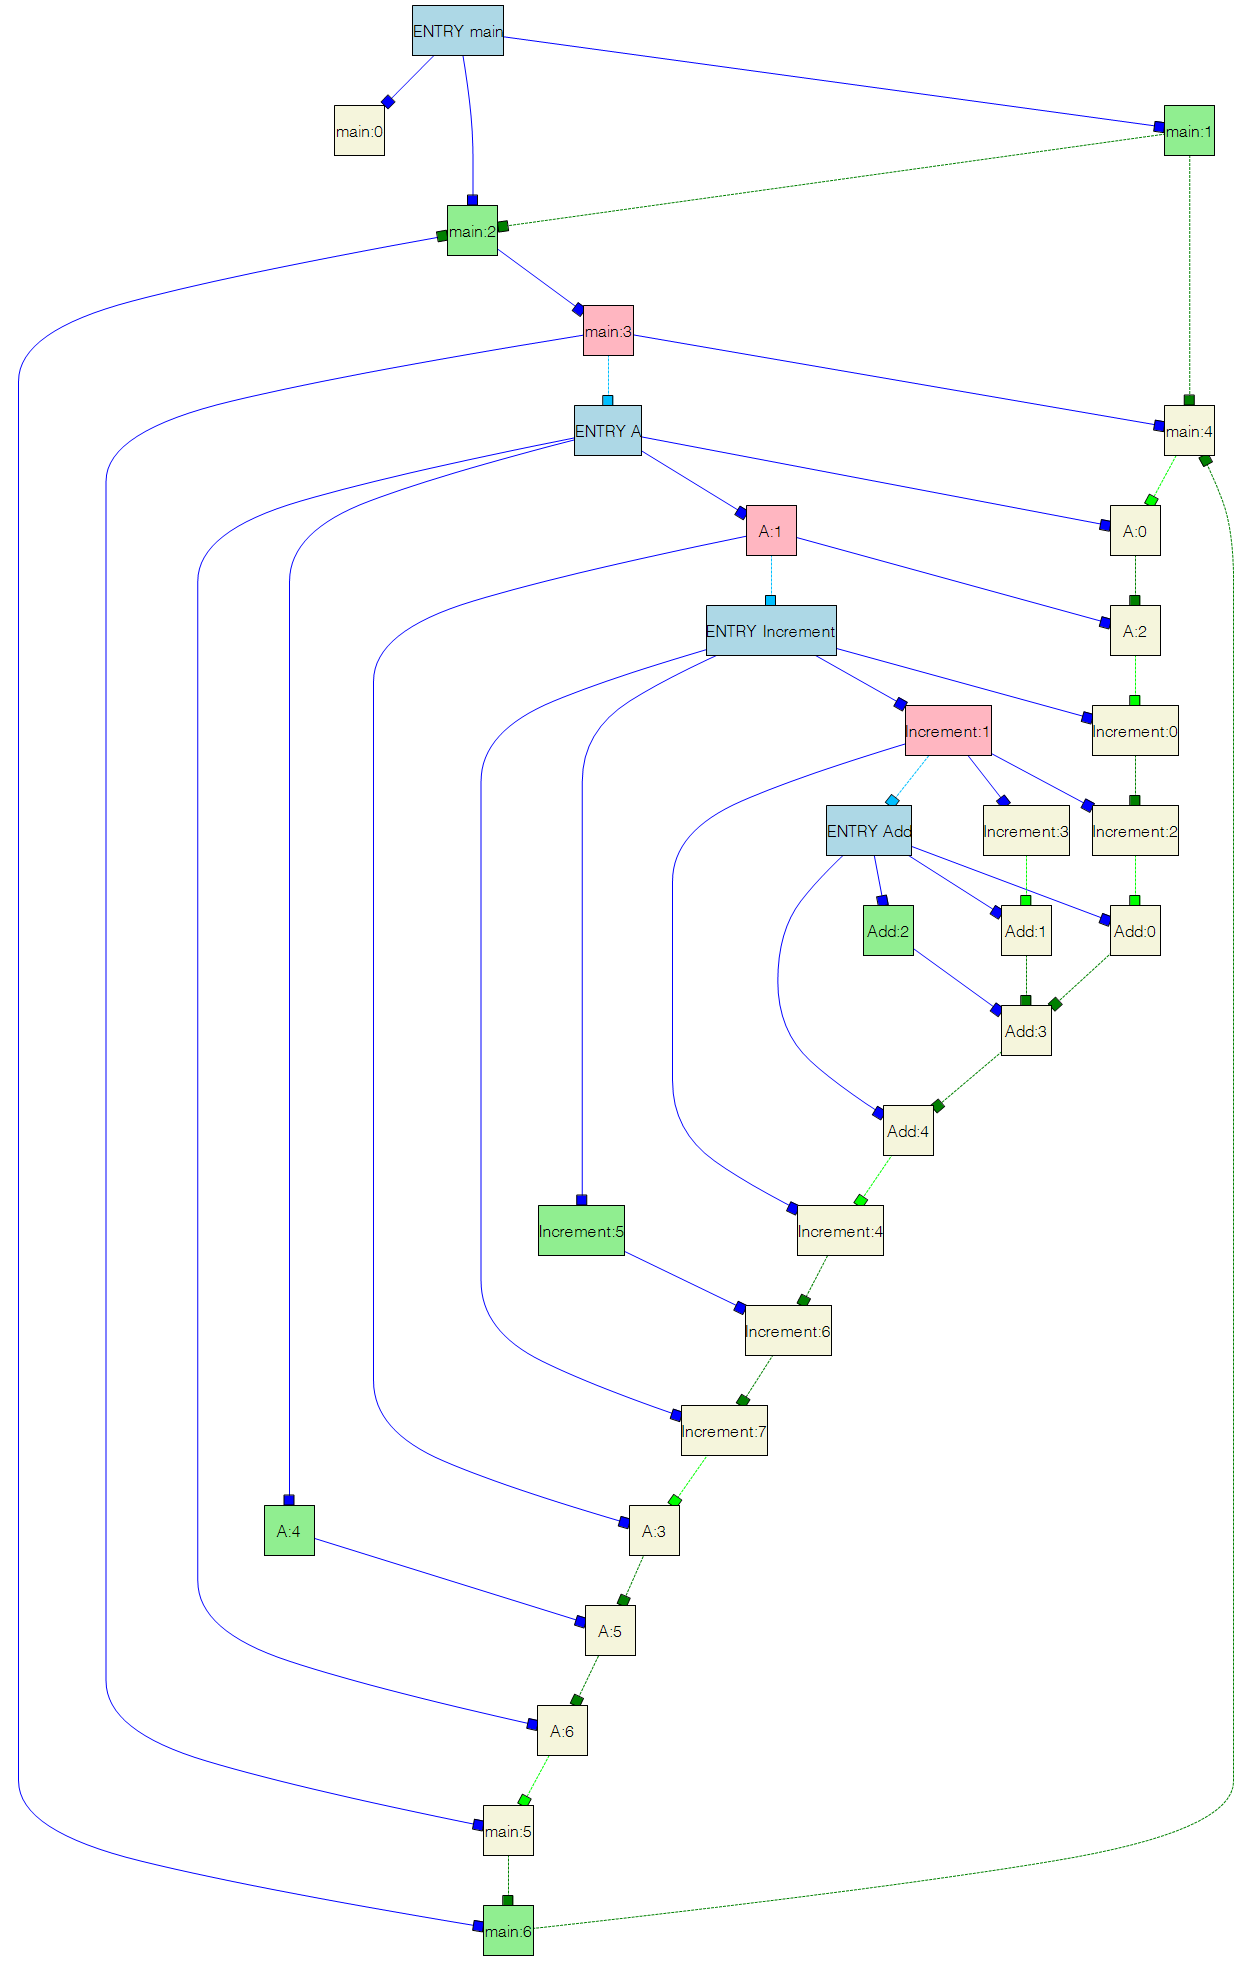 ENTRY main
main:0
main:1
main:2
main:3
ENTRY A
main:4
A:1
A:0
ENTRY Increment
A:2
Increment:1
Increment:0
ENTRY Add
Increment:3
Increment:2
Add:2
Add:1
Add:0
Add:3
Add:4
Increment:5
Increment:4
Increment:6
Increment:7
A:4
A:3
A:5
A:6
main:5
main:6